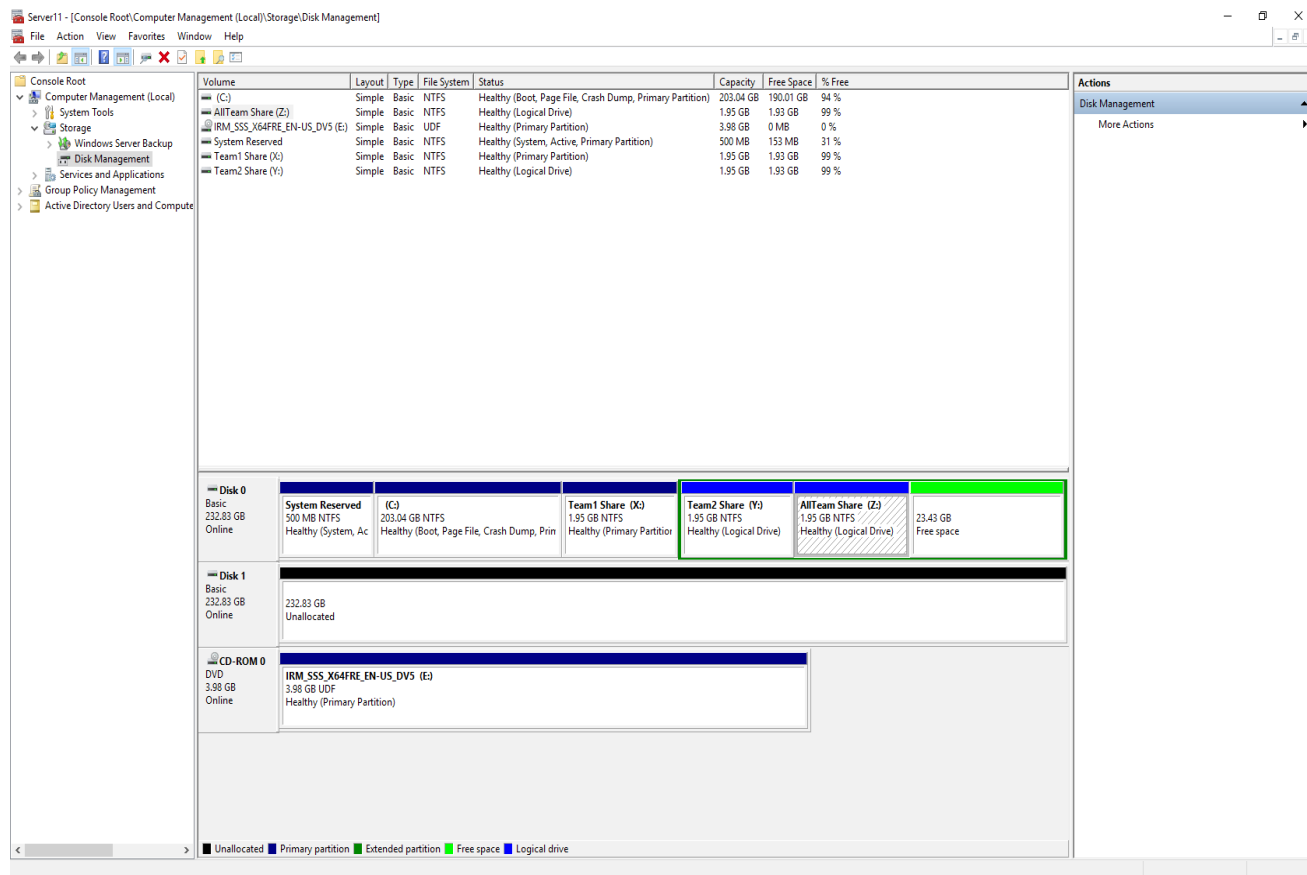 Server11 - [Console Root\Computer Management (Local)\Storage\Disk Management]
File Action View Favorites Window Help
Console Root
Computer Management (Local)
System Tools
Storage
Windows Server Backup
Disk Management
Services and Applications
Group Policy Management
Active Directory Users and Compute
Volume Layout Type File System Status Capacity Free Space % Free
(C:) Simple Basic NTFS Healthy (Boot, Page File, Crash Dump, Primary Partition) 203.04 GB 190.01 GB 94 %
AllTeam Share (Z:) Simple Basic NTFS Healthy (Logical Drive) 1.95 GB 1.93 GB 99 %
IRM_SSS_X64FRE_EN-US_DV5 (E:) Simple Basic UDF Healthy (Primary Partition) 3.98 GB 0 MB 0 %
System Reserved Simple Basic NTFS Healthy (System, Active, Primary Partition) 500 MB 153 MB 31 %
Team1 Share (X:) Simple Basic NTFS Healthy (Primary Partition) 1.95 GB 1.93 GB 99 %
Team2 Share (Y:) Simple Basic NTFS Healthy (Logical Drive) 1.95 GB 1.93 GB 99 %
Actions
Disk Management
More Actions
Disk 0
Basic
232.83 GB
Online
System Reserved
500 MB NTFS
Healthy (System, Ac
(C:)
203.04 GB NTFS
Healthy (Boot, Page File, Crash Dump, Prin
Team1 Share (X:)
1.95 GB NTFS
Healthy (Primary Partitior
Team2 Share (Y:)
1.95 GB NTFS
Healthy (Logical Drive)
AllTeam Share (Z:)
1.95 GB NTFS
Healthy (Logical Drive)
23.43 GB
Free space
Disk 1
Basic
232.83 GB
Online
232.83 GB
Unallocated
CD-ROM 0
DVD
3.98 GB
Online
IRM_SSS_X64FRE_EN-US_DV5 (E:)
3.98 GB UDF
Healthy (Primary Partition)
Unallocated Primary partition Extended partition Free space Logical drive